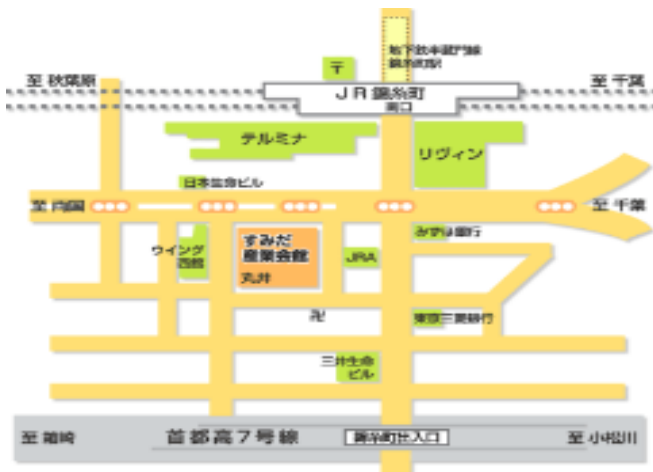 地下鉄半蔵門線
錦糸町駅
〒
至 秋葉原
JR錦糸町
至 千葉
南口
テルミナ
リヴィン
日本生命ビル
至 両国
至 千葉
ウイング
西館
すみだ
産業会館
丸井
JRA
みずほ銀行
卍
東京三菱銀行
三井生命
ビル
至 箱崎
首都高7号線
錦糸町出入口
至 小松川